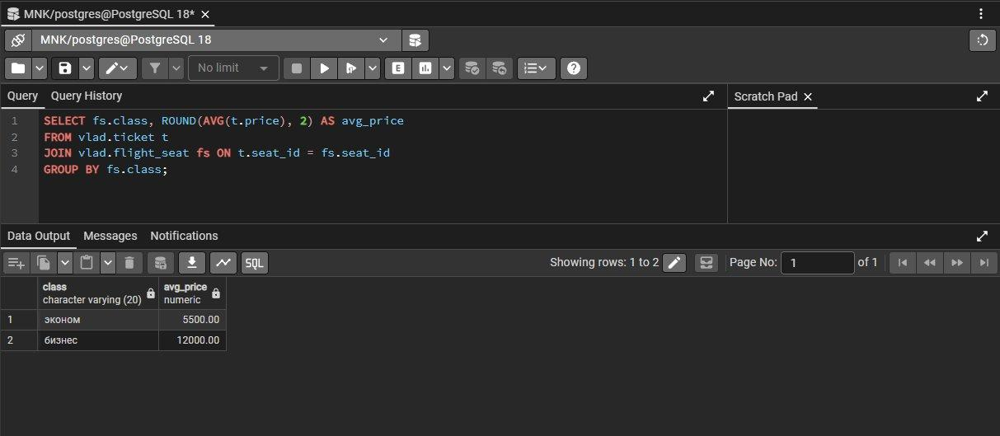 MNK/postgres@PostgreSQL 18*
MNK/postgres@PostgreSQL 18
No limit
E
Query Query History
Scratch Pad
1 SELECT fs.class, ROUND(AVG(t.price), 2) AS avg_price
2 FROM vlad.ticket t
3 JOIN vlad.flight_seat fs ON t.seat_id = fs.seat_id
4 GROUP BY fs.class;
Data Output Messages Notifications
SQL Showing rows: 1 to 2 Page No: 1 of 1
class avg_price
character varying (20) numeric
1 эконом 5500.00
2 бизнес 12000.00